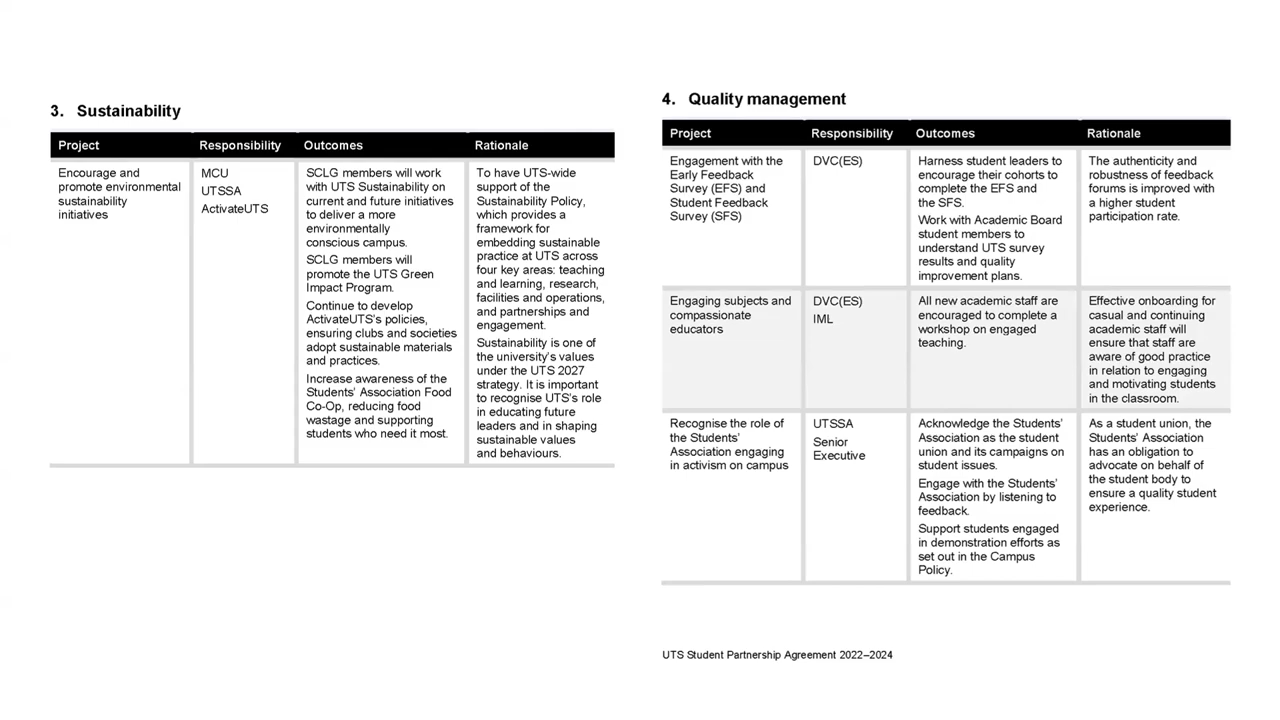 3. Sustainability
Project
Responsibility
Outcomes
Rationale
Encourage and
promote environmental
sustainability
initiatives
MCU
UTSSA
ActivateUTS
SCLG members will work
with UTS Sustainability on
current and future initiatives
to deliver a more
environmentally
conscious campus.
SCLG members will
promote the UTS Green
Impact Program.
Continue to develop
ActivateUTS's policies,
ensuring clubs and societies
adopt sustainable materials
and practices.
Increase awareness of the
Students' Association Food
Co-Op, reducing food
wastage and supporting
students who need it most.
To have UTS-wide
support of the
Sustainability Policy,
which provides a
framework for
embedding sustainable
practice at UTS across
four key areas: teaching
and learning, research,
facilities and operations,
and partnerships and
engagement.
Sustainability is one of
the university's values
under the UTS 2027
strategy. It is important
to recognise UTS's role
in educating future
leaders and in shaping
sustainable values
and behaviours.
4. Quality management
Project
Responsibility
Outcomes
Rationale
Engagement with the
Early Feedback
Survey (EFS) and
Student Feedback
Survey (SFS)
DVC(ES)
Harness student leaders to
encourage their cohorts to
complete the EFS and
the SFS.
Work with Academic Board
student members to
understand UTS survey
results and quality
improvement plans.
The authenticity and
robustness of feedback
forums is improved with
a higher student
participation rate.
Engaging subjects and
compassionate
educators
DVC(ES)
IML
All new academic staff are
encouraged to complete a
workshop on engaged
teaching.
Effective onboarding for
casual and continuing
academic staff will
ensure that staff are
aware of good practice
in relation to engaging
and motivating students
in the classroom.
Recognise the role of
the Students'
Association engaging
in activism on campus
UTSSA
Senior
Executive
Acknowledge the Students'
Association as the student
union and its campaigns on
student issues.
Engage with the Students'
Association by listening to
feedback.
Support students engaged
in demonstration efforts as
set out in the Campus
Policy.
As a student union, the
Students' Association
has an obligation to
advocate on behalf of
the student body to
ensure a quality student
experience.
UTS Student Partnership Agreement 2022–2024